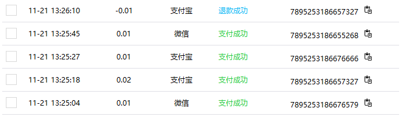 11-21 13:26:10 -0.01 支付宝 退款成功 7895253186657327
11-21 13:25:45 0.01 微信 支付成功 7895253186655268
11-21 13:25:27 0.01 支付宝 支付成功 7895253186676666
11-21 13:25:18 0.02 支付宝 支付成功 7895253186657327
11-21 13:25:04 0.01 微信 支付成功 7895253186676579